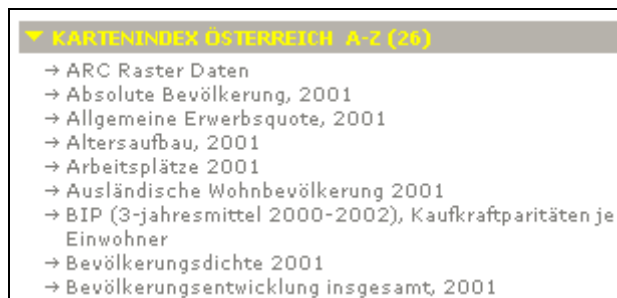 ▼ KARTENINDEX ÖSTERREICH A-Z (26)
→ ARC Raster Daten
→ Absolute Bevölkerung, 2001
→ Allgemeine Erwerbsquote, 2001
→ Altersaufbau, 2001
→ Arbeitsplätze 2001
→ Ausländische Wohnbevölkerung 2001
→ BIP (3-jahresmittel 2000-2002), Kaufkraftparitäten je
Einwohner
→ Bevölkerungsdichte 2001
→ Bevölkerungsentwicklung insgesamt, 2001